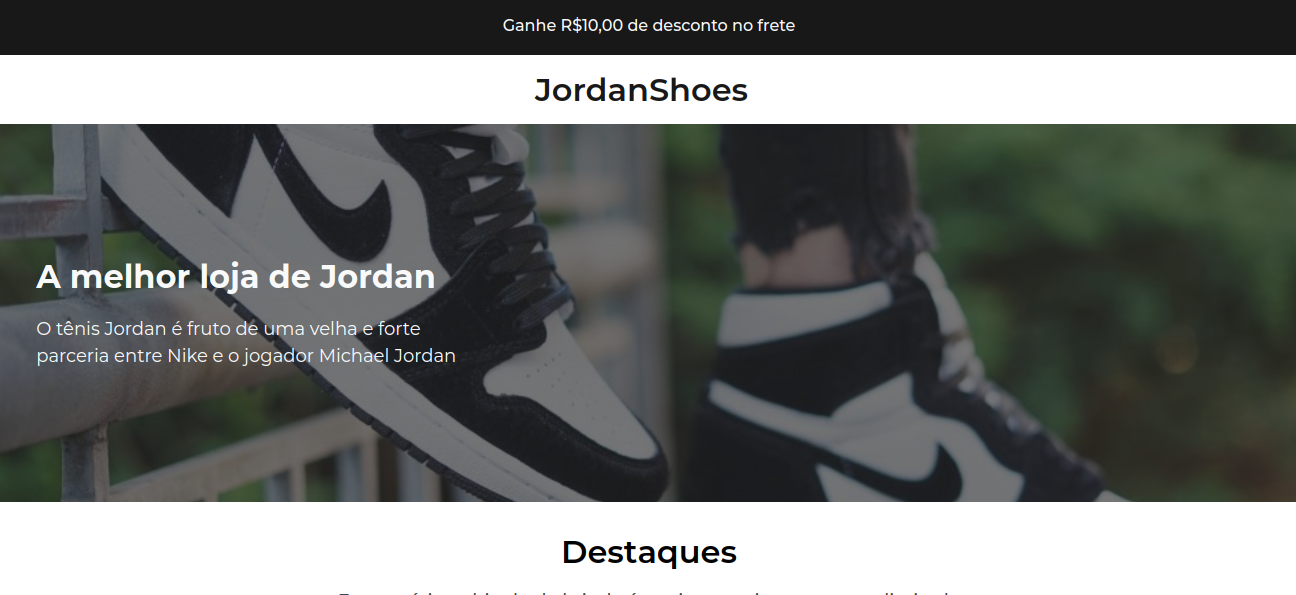 Ganhe R$10,00 de desconto no frete
JordanShoes
A melhor loja de Jordan
O tênis Jordan é fruto de uma velha e forte
parceria entre Nike e o jogador Michael Jordan
Destaques